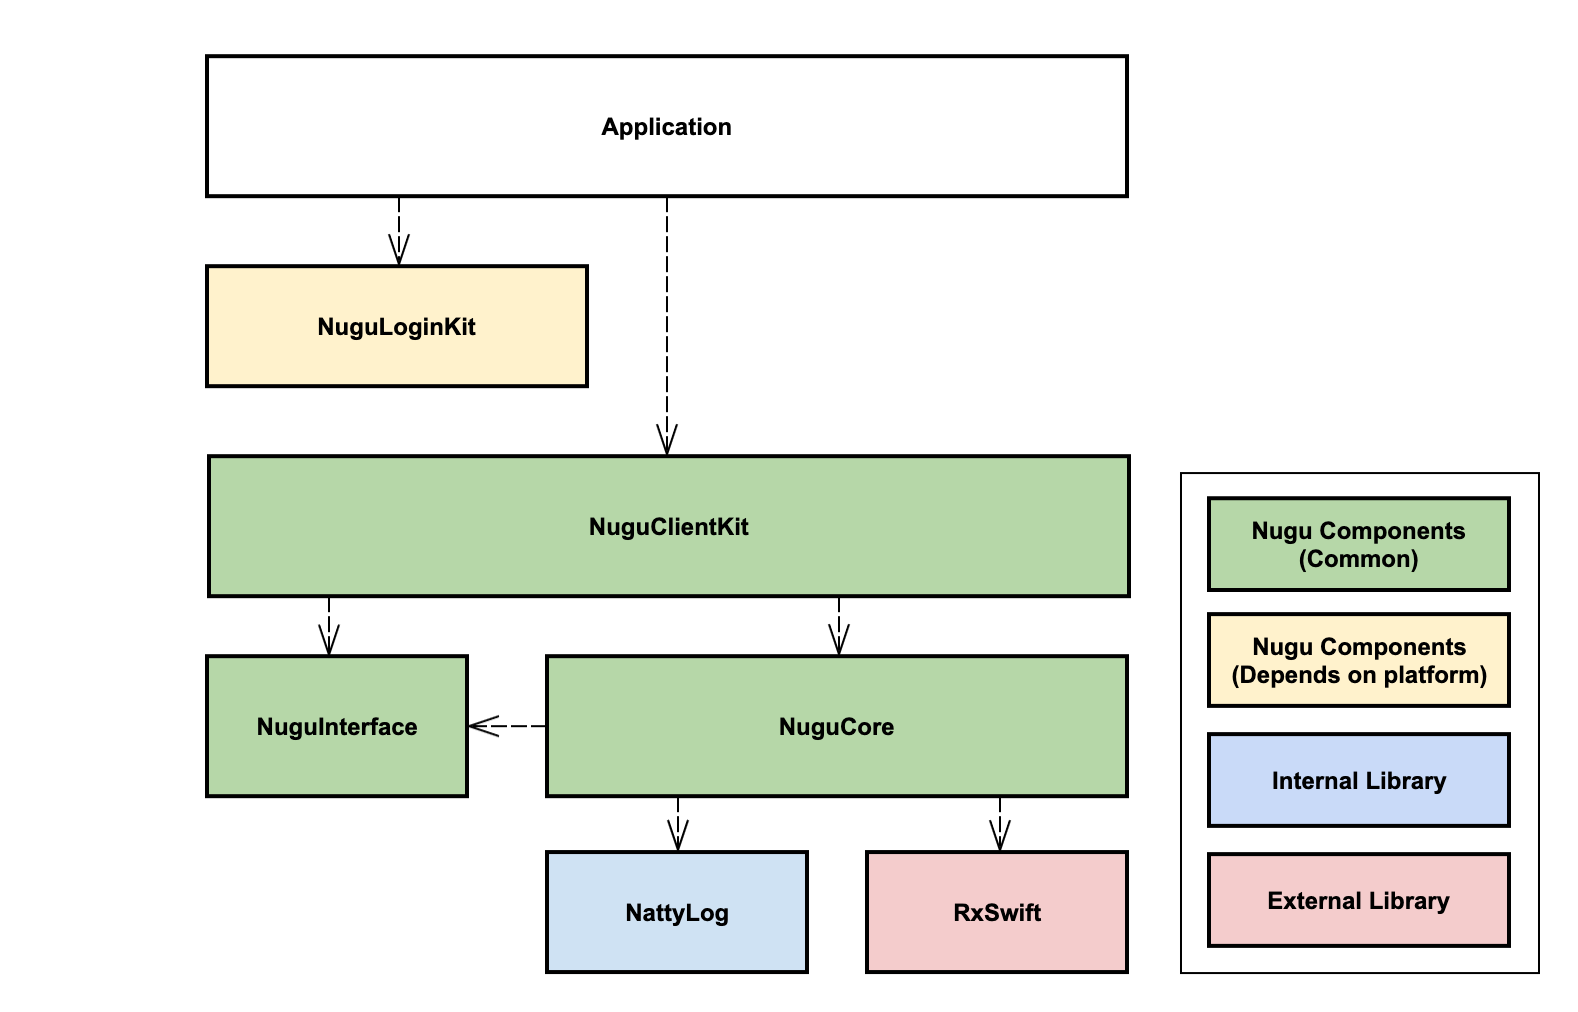 Application
NuguLoginKit
NuguClientKit
NuguInterface
NuguCore
NattyLog
RxSwift
Nugu Components
(Common)
Nugu Components
(Depends on platform)
Internal Library
External Library